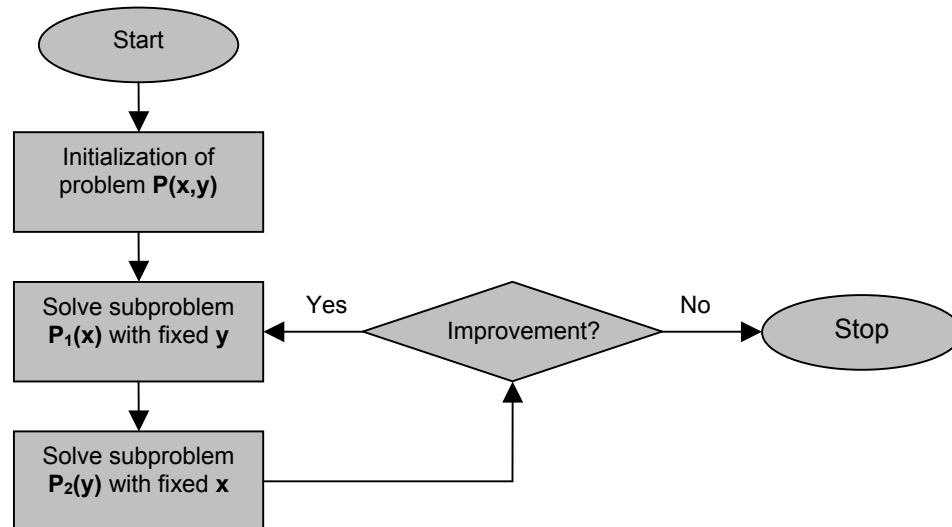 Start
Initialization of
problem P(x,y)
Solve subproblem
P₁(x) with fixed y
Yes
Improvement?
No
Stop
Solve subproblem
P₂(y) with fixed x